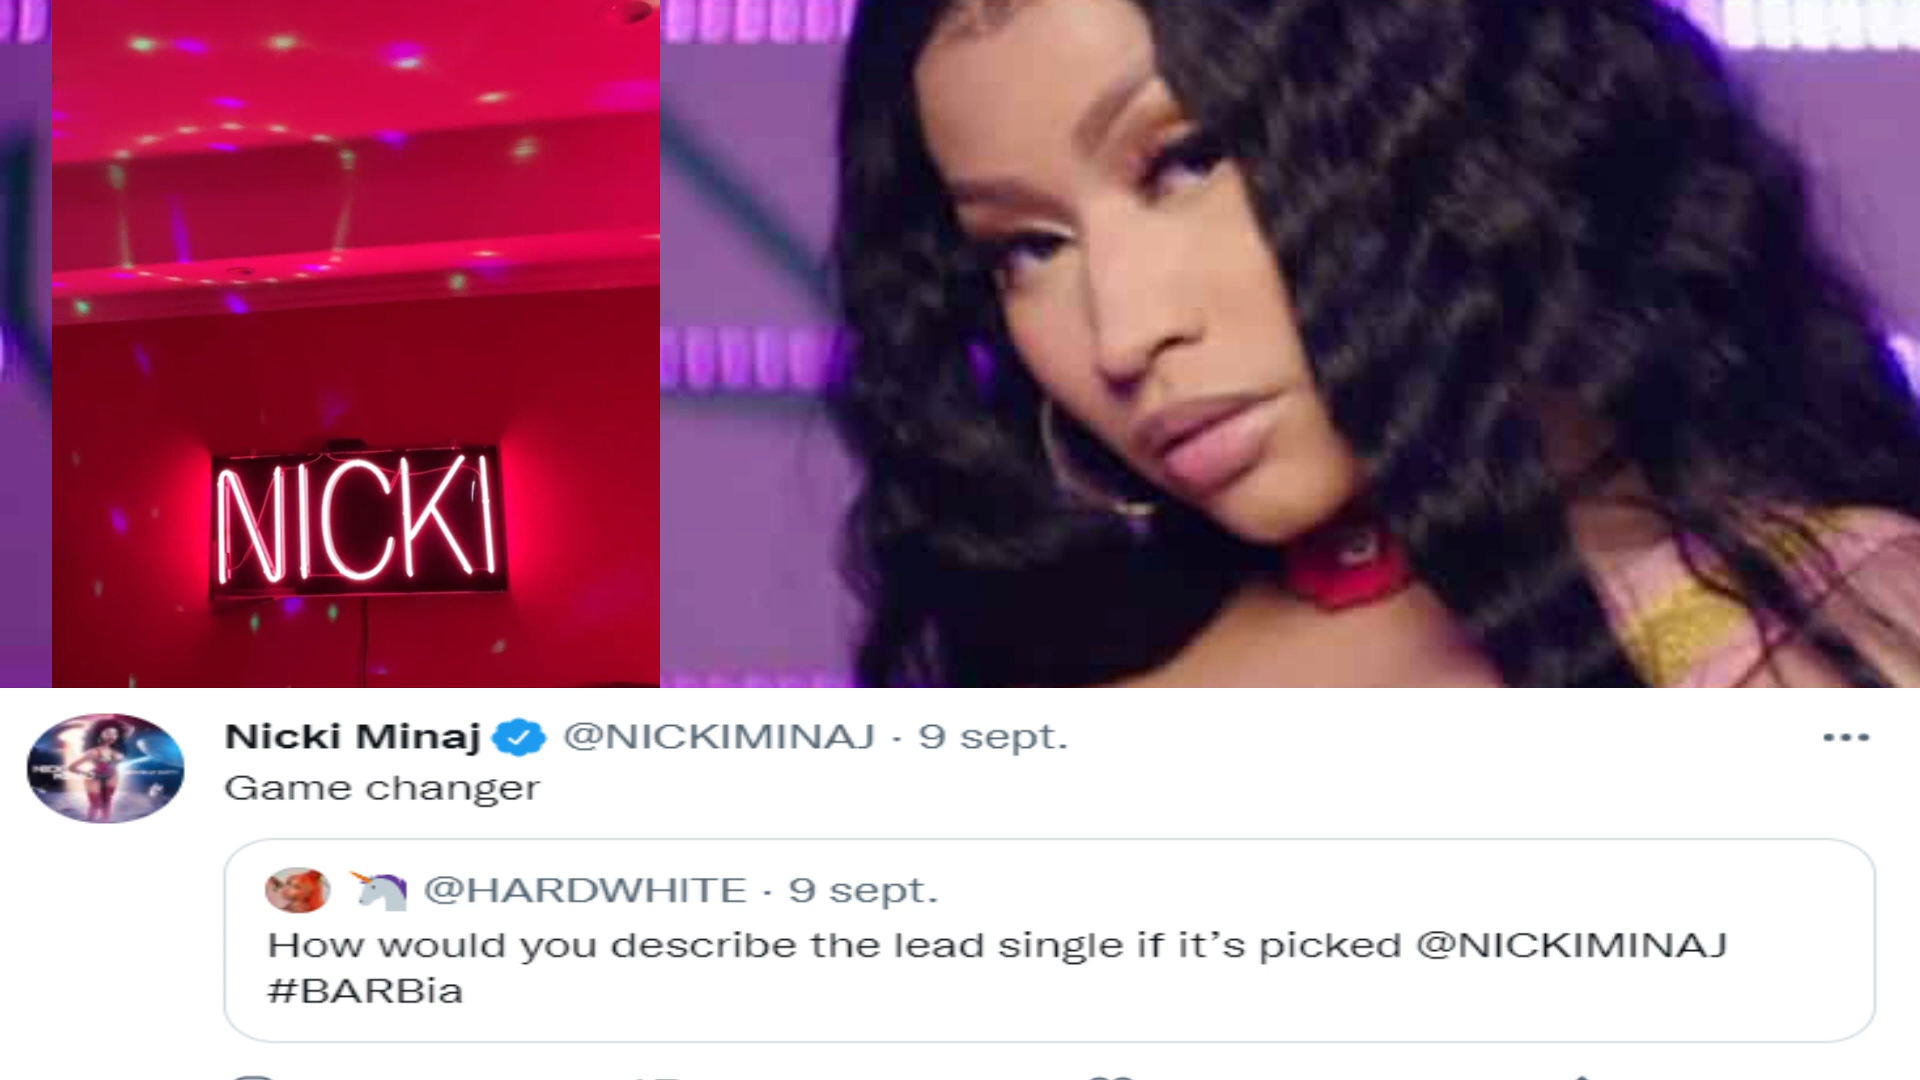 NICKI
Nicki Minaj @NICKIMINAJ · 9 sept.
Game changer
@HARDWHITE · 9 sept.
How would you describe the lead single if it’s picked @NICKIMINAJ
#BARBia